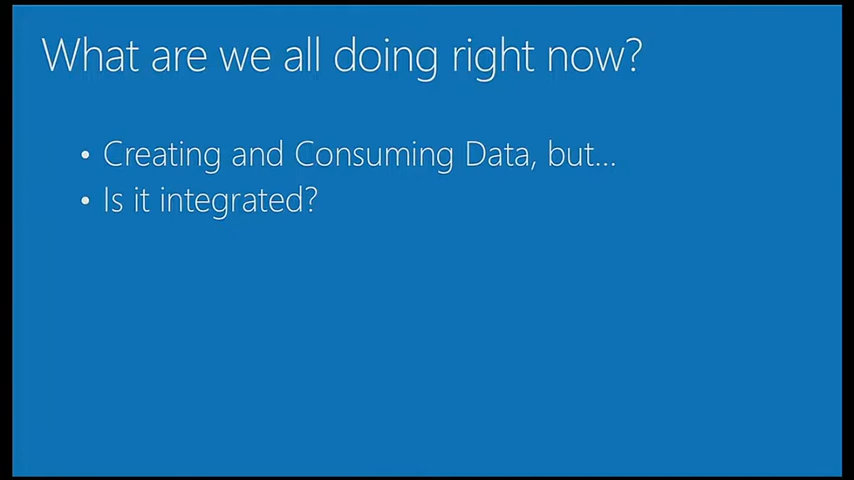 What are we all doing right now?
• Creating and Consuming Data, but...
• Is it integrated?